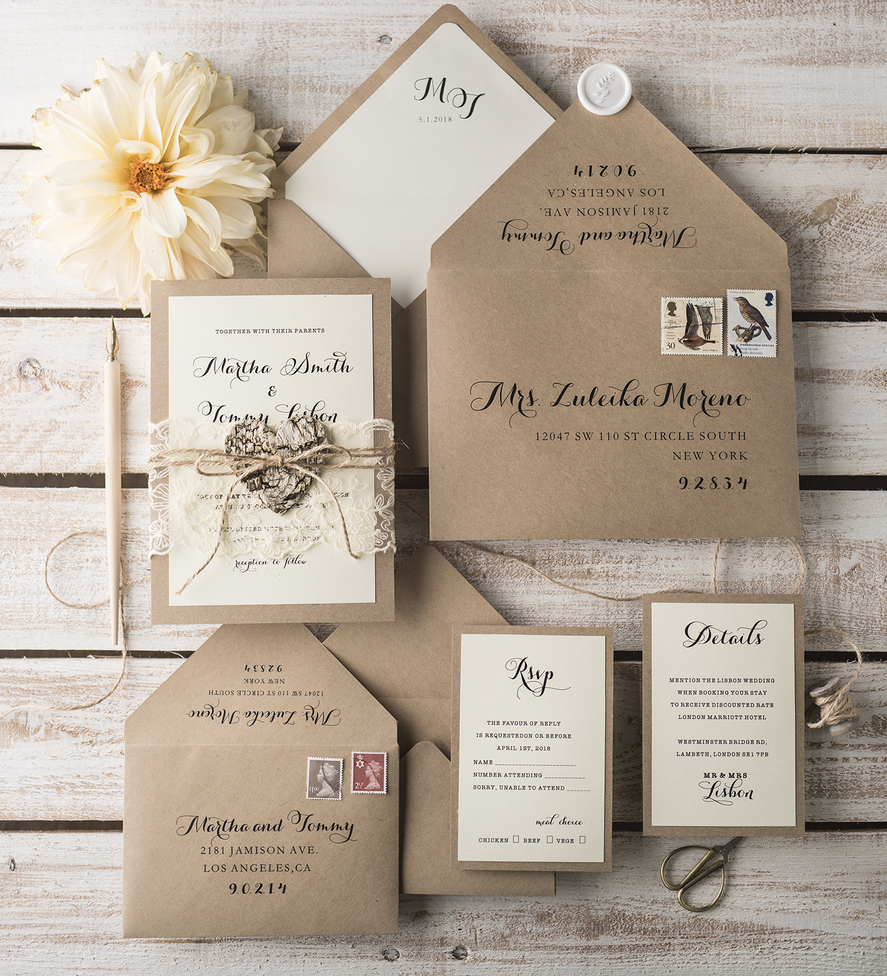 M T
5.1.2018
Martha and Tommy
2181 JAMISON AVE.
LOS ANGELES,CA
90214
30
Mrs. Zuleika Moreno
12047 SW 110 ST CIRCLE SOUTH
NEW YORK
92834
TOGETHER WITH THEIR PARENTS
Martha Smith
&
Tommy Lisbon
reception to follow
Mrs Zuleika Moreno
12047 SW 110 ST CIRCLE SOUTH
NEW YORK
92834
Martha and Tommy
2181 JAMISON AVE.
LOS ANGELES,CA
90214
Rsvp
THE FAVOUR OF REPLY
IS REQUESTEDON OR BEFORE
APRIL 1ST, 2018
NAME
NUMBER ATTENDING
SORRY, UNABLE TO ATTEND
meal choice
CHICKEN BEEF VEGE
Details
MENTION THE LISBON WEDDING
WHEN BOOKING YOUR STAY
TO RECEIVE DISCOUNTED RATE
LONDON MARRIOTT HOTEL
WESTMINSTER BRIDGE RD,
LAMBETH, LONDON SE1 7PB
MR & MRS
Lisbon